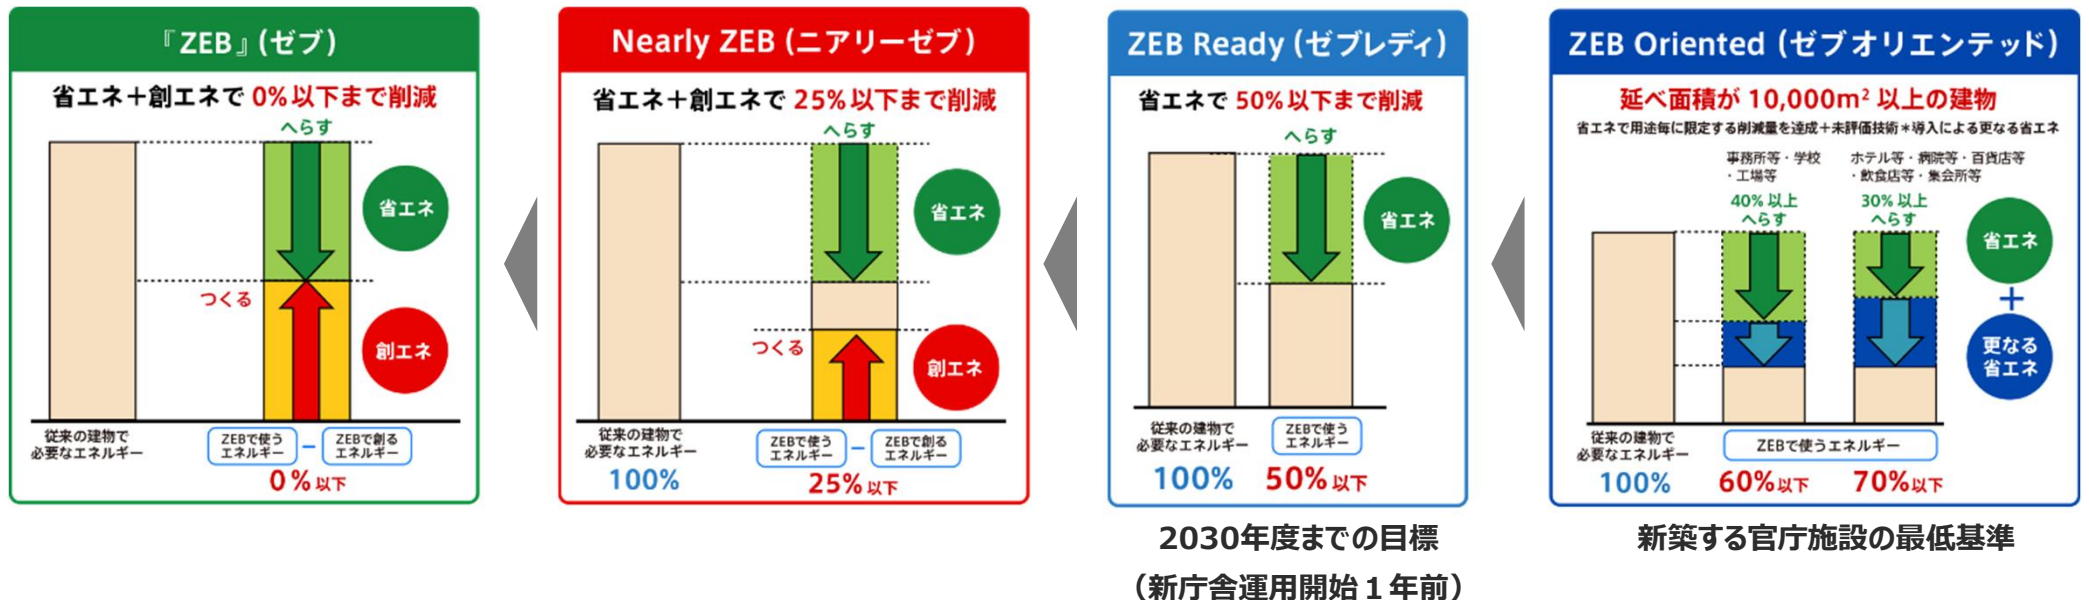 『ZEB』(ゼブ)
省エネ+創エネで 0%以下まで削減
へらす
省エネ
つくる
創エネ
従来の建物で
必要なエネルギー
ZEBで使う
エネルギー
−
ZEBで創る
エネルギー
0%以下
Nearly ZEB (ニアリーゼブ)
省エネ+創エネで 25%以下まで削減
へらす
省エネ
つくる
創エネ
従来の建物で
必要なエネルギー
100%
ZEBで使う
エネルギー
−
ZEBで創る
エネルギー
25%以下
ZEB Ready (ゼブレディ)
省エネで 50%以下まで削減
へらす
省エネ
従来の建物で
必要なエネルギー
100%
ZEBで使う
エネルギー
50%以下
2030年度までの目標
(新庁舎運用開始1年前)
ZEB Oriented (ゼブオリエンテッド)
延べ面積が 10,000m² 以上の建物
省エネで用途毎に限定する削減量を達成+未評価技術*導入による更なる省エネ
事務所等・学校
・工場等
40%以上
へらす
ホテル等・病院等・百貨店等
・飲食店等・集会所等
30%以上
へらす
省エネ
+
更なる
省エネ
従来の建物で
必要なエネルギー
100%
ZEBで使うエネルギー
60%以下
70%以下
新築する官庁施設の最低基準